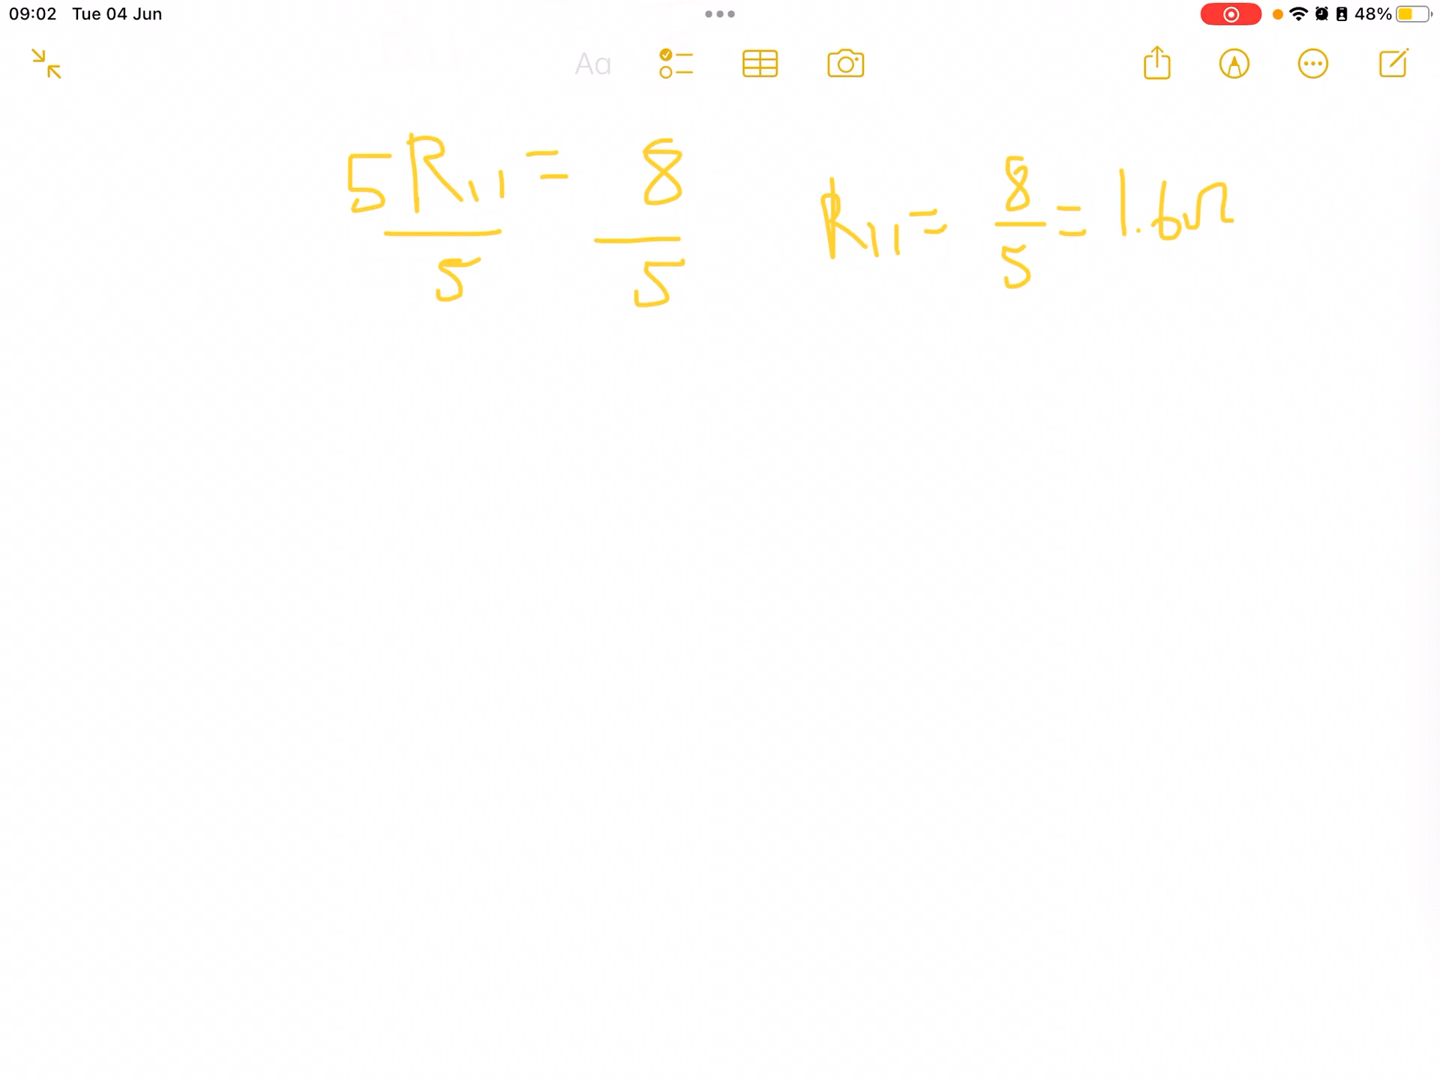 09:02 Tue 04 Jun
48%
Aa
5R11 = 8
5 5
R11 = 8/5 = 1.6Ω